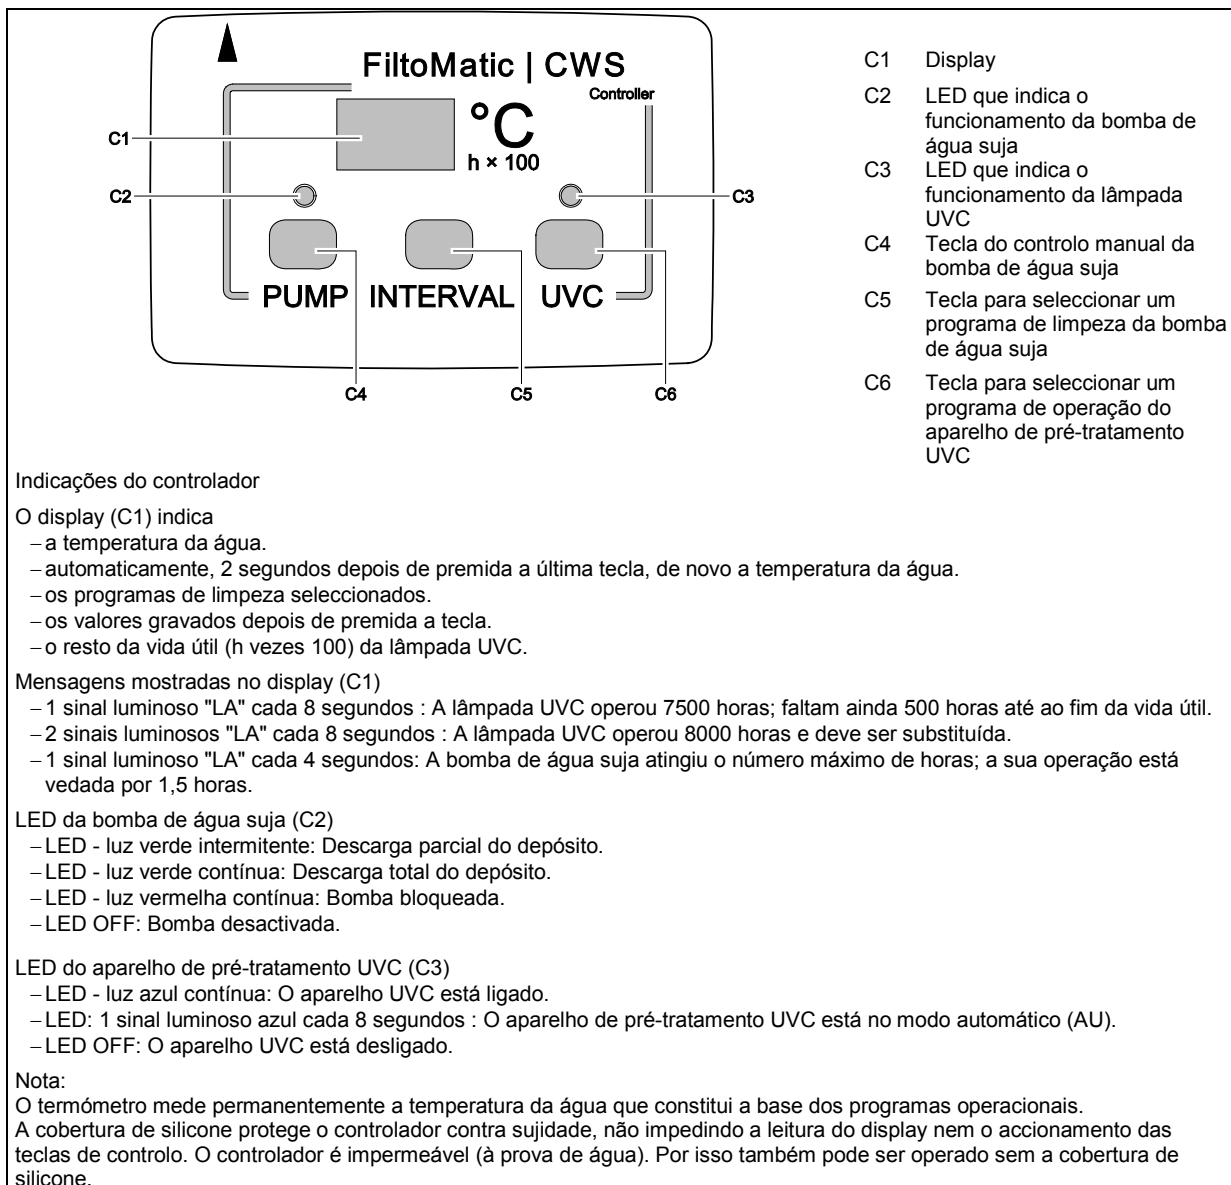 FiltoMatic | CWS
Controller
°C
h × 100
C1
C2
C3
PUMP INTERVAL UVC
C4
C5
C6
C1 Display
C2 LED que indica o
funcionamento da bomba de
água suja
C3 LED que indica o
funcionamento da lâmpada
UVC
C4 Tecla do controlo manual da
bomba de água suja
C5 Tecla para seleccionar um
programa de limpeza da bomba
de água suja
C6 Tecla para seleccionar um
programa de operação do
aparelho de pré-tratamento
UVC
Indicações do controlador
O display (C1) indica
– a temperatura da água.
– automaticamente, 2 segundos depois de premida a última tecla, de novo a temperatura da água.
– os programas de limpeza seleccionados.
– os valores gravados depois de premida a tecla.
– o resto da vida útil (h vezes 100) da lâmpada UVC.
Mensagens mostradas no display (C1)
– 1 sinal luminoso "LA" cada 8 segundos : A lâmpada UVC operou 7500 horas; faltam ainda 500 horas até ao fim da vida útil.
– 2 sinais luminosos "LA" cada 8 segundos : A lâmpada UVC operou 8000 horas e deve ser substituída.
– 1 sinal luminoso "LA" cada 4 segundos: A bomba de água suja atingiu o número máximo de horas; a sua operação está
vedada por 1,5 horas.
LED da bomba de água suja (C2)
– LED - luz verde intermitente: Descarga parcial do depósito.
– LED - luz verde contínua: Descarga total do depósito.
– LED - luz vermelha contínua: Bomba bloqueada.
– LED OFF: Bomba desactivada.
LED do aparelho de pré-tratamento UVC (C3)
– LED - luz azul contínua: O aparelho UVC está ligado.
– LED: 1 sinal luminoso azul cada 8 segundos : O aparelho de pré-tratamento UVC está no modo automático (AU).
– LED OFF: O aparelho UVC está desligado.
Nota:
O termómetro mede permanentemente a temperatura da água que constitui a base dos programas operacionais.
A cobertura de silicone protege o controlador contra sujidade, não impedindo a leitura do display nem o accionamento das
teclas de controlo. O controlador é impermeável (à prova de água). Por isso também pode ser operado sem a cobertura de
silicone.